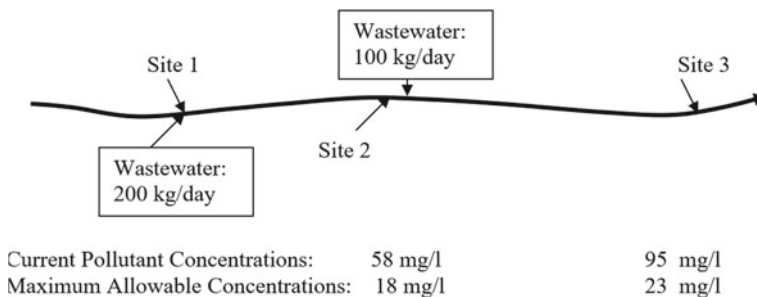 Wastewater:
100 kg/day
Site 1
Site 3
Site 2
Wastewater:
200 kg/day
Current Pollutant Concentrations: 58 mg/l 95 mg/l
Maximum Allowable Concentrations: 18 mg/l 23 mg/l